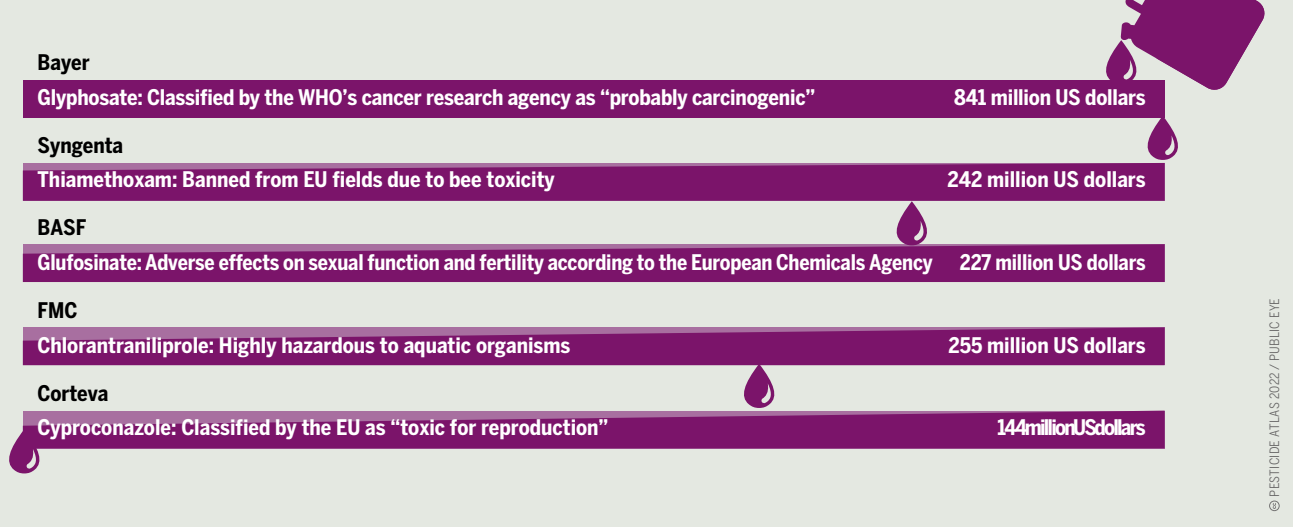 Bayer
Glyphosate: Classified by the WHO’s cancer research agency as “probably carcinogenic” 841 million US dollars
Syngenta
Thiamethoxam: Banned from EU fields due to bee toxicity 242 million US dollars
BASF
Glufosinate: Adverse effects on sexual function and fertility according to the European Chemicals Agency 227 million US dollars
FMC
Chlorantraniliprole: Highly hazardous to aquatic organisms 255 million US dollars
Corteva
Cyproconazole: Classified by the EU as “toxic for reproduction” 144millionUSdollars
🅭 PESTICIDE ATLAS 2022 / PUBLIC EYE